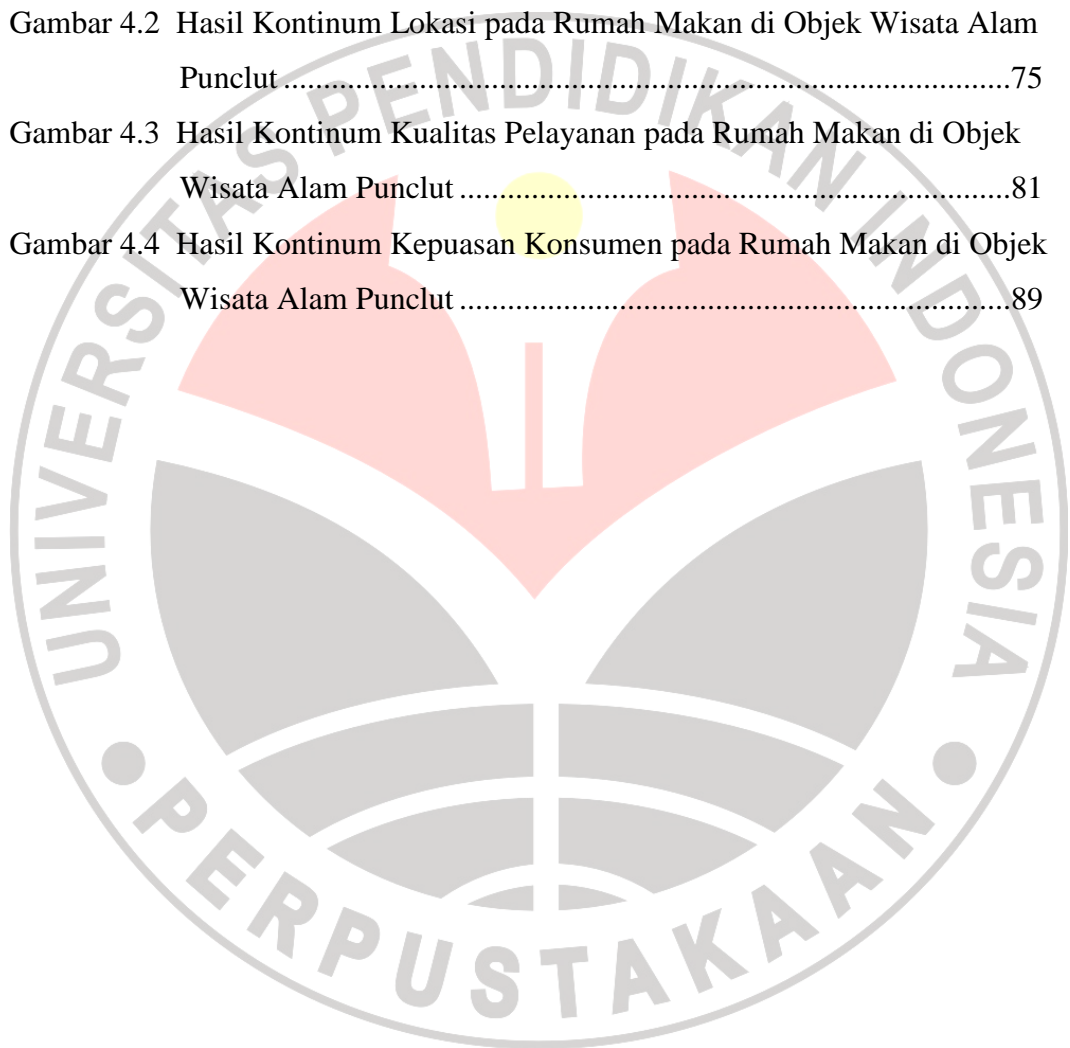 Gambar 4.2 Hasil Kontinum Lokasi pada Rumah Makan di Objek Wisata Alam
Punclut ..................................................................................75
Gambar 4.3 Hasil Kontinum Kualitas Pelayanan pada Rumah Makan di Objek
Wisata Alam Punclut ..............................................................81
Gambar 4.4 Hasil Kontinum Kepuasan Konsumen pada Rumah Makan di Objek
Wisata Alam Punclut ..............................................................89
UNIVERSITAS PENDIDIKAN INDONESIA
PERPUSTAKAAN